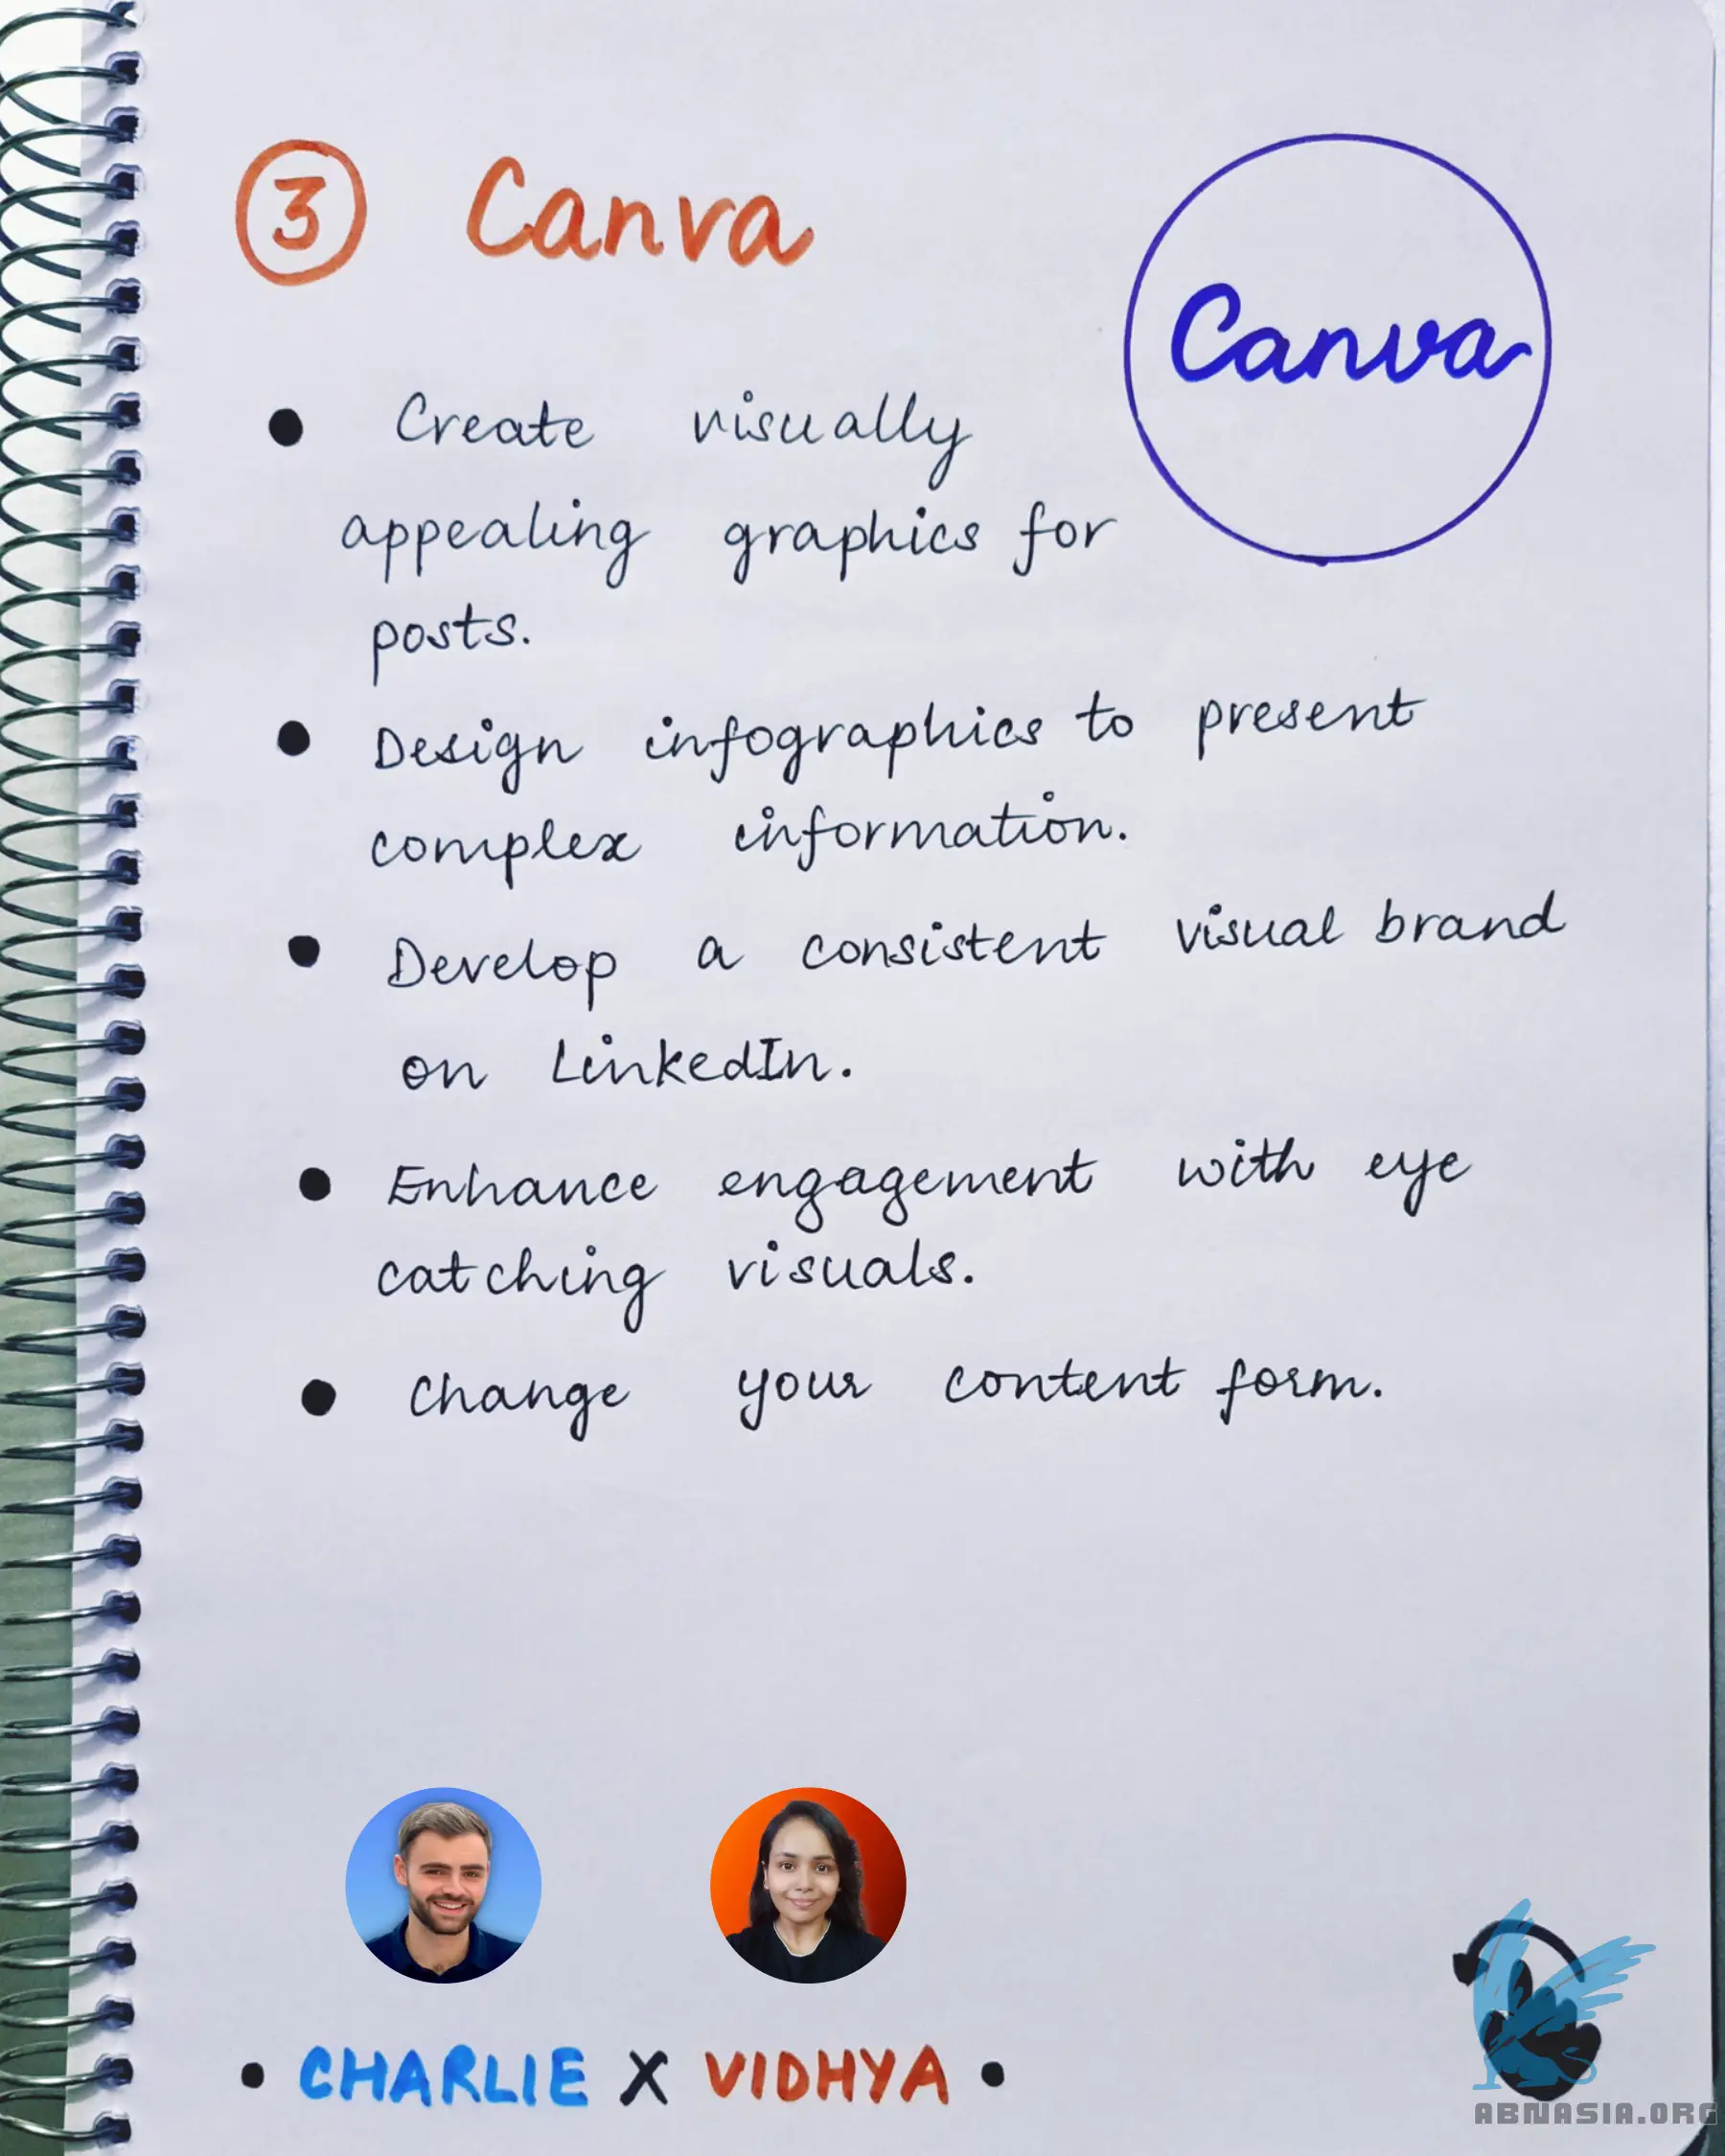 3 Canva
Canva
• Create visually
appealing graphics for
posts.
• Design infographics to present
complex information.
• Develop a consistent visual brand
on LinkedIn.
• Enhance engagement with eye
catching visuals.
• Change your content form.
• CHARLIE X VIDHYA •
ABNASIA.ORG